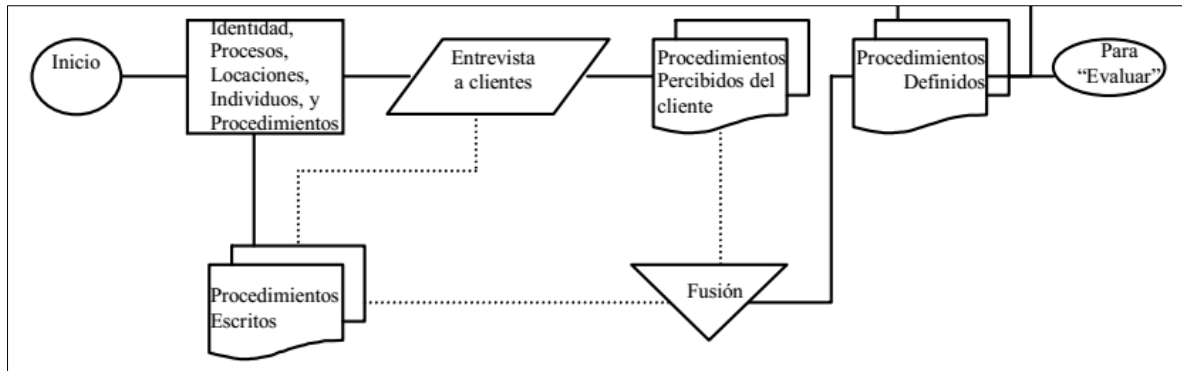 Inicio
Identidad,
Procesos,
Locaciones,
Individuos, y
Procedimientos
Entrevista
a clientes
Procedimientos
Percibidos del
cliente
Procedimientos
Definidos
Para
“Evaluar”
Procedimientos
Escritos
Fusión